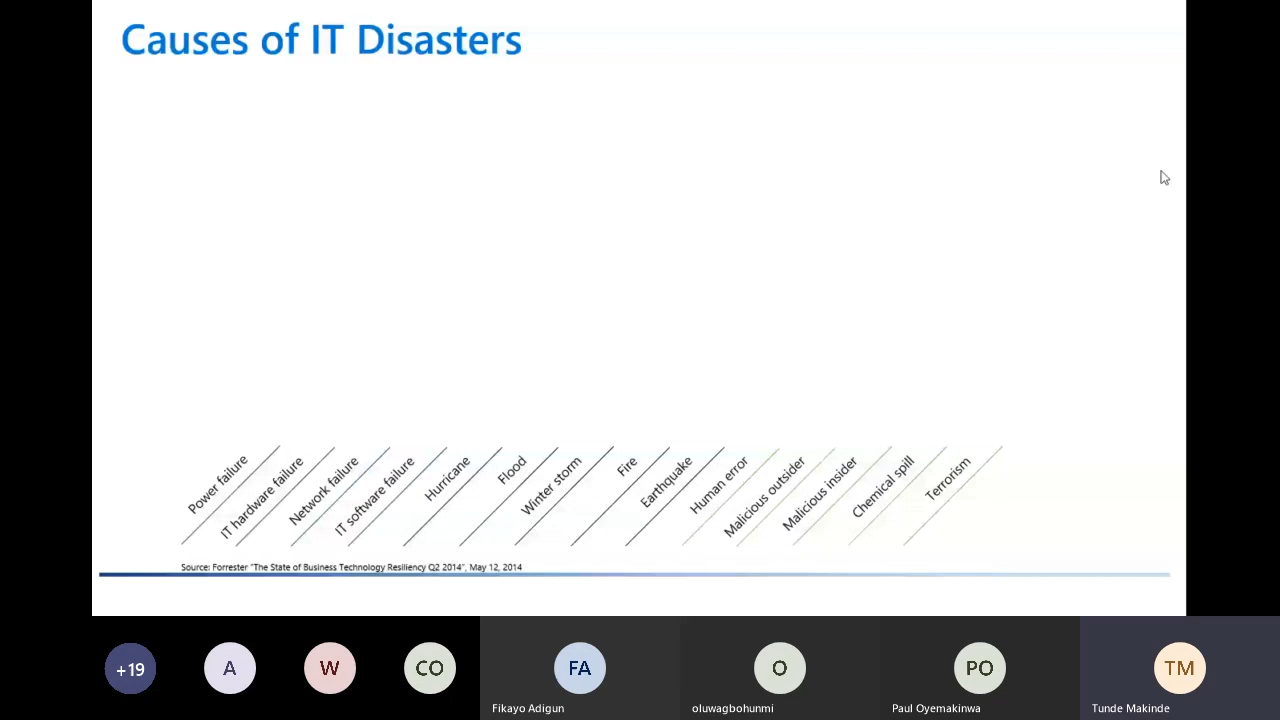 Causes of IT Disasters
Power failure
IT hardware failure
Network failure
IT software failure
Hurricane
Flood
Winter storm
Fire
Earthquake
Human error
Malicious outsider
Malicious insider
Chemical spill
Terrorism
Source: Forrester "The State of Business Technology Resiliency Q2 2014", May 12, 2014
+19
A
W
CO
FA
O
PO
TM
Fikayo Adigun
oluwagbohunmi
Paul Oyemakinwa
Tunde Makinde